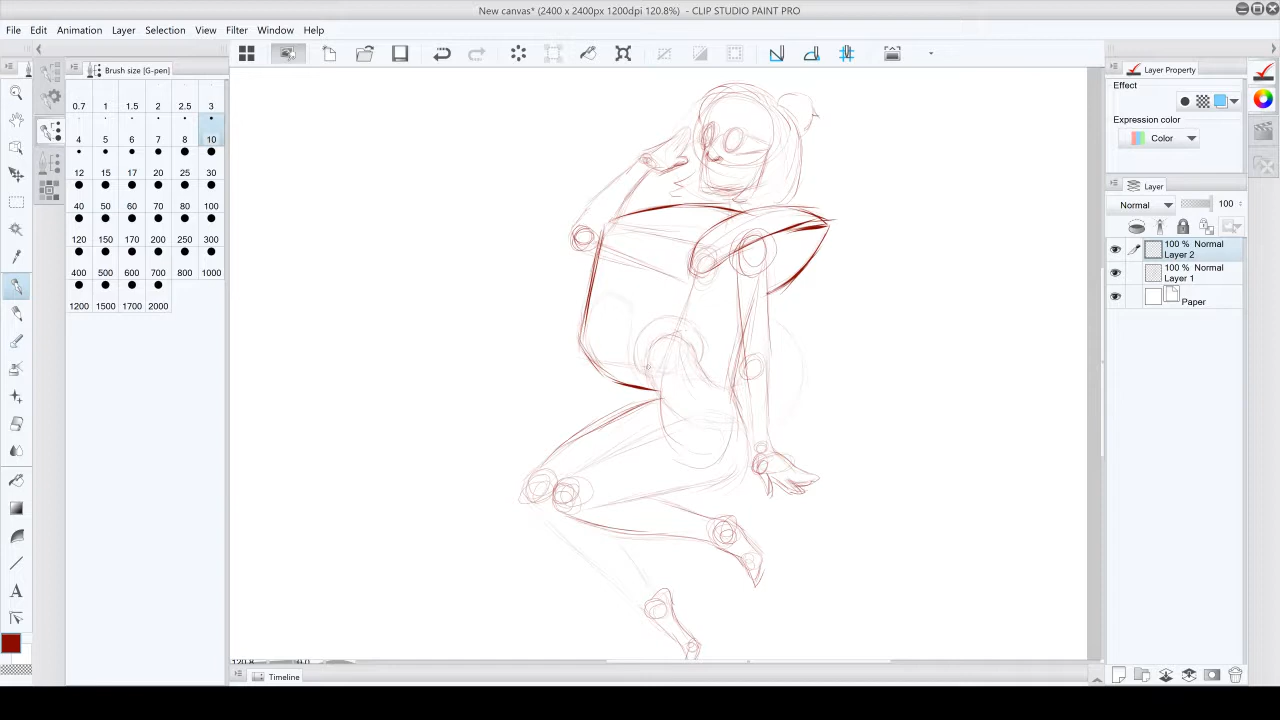 New canvas* (2400 x 2400px 1200dpi 120.8%) - CLIP STUDIO PAINT PRO
File Edit Animation Layer Selection View Filter Window Help
Brush size [G-pen]
0.7 1 1.5 2 2.5 3
4 5 6 7 8 10
12 15 17 20 25 30
40 50 60 70 80 100
120 150 170 200 250 300
400 500 600 700 800 1000
1200 1500 1700 2000
A
Layer Property
Effect
Expression color
Color
Layer
Normal 100
100 % Normal
Layer 2
100 % Normal
Layer 1
Paper
Timeline